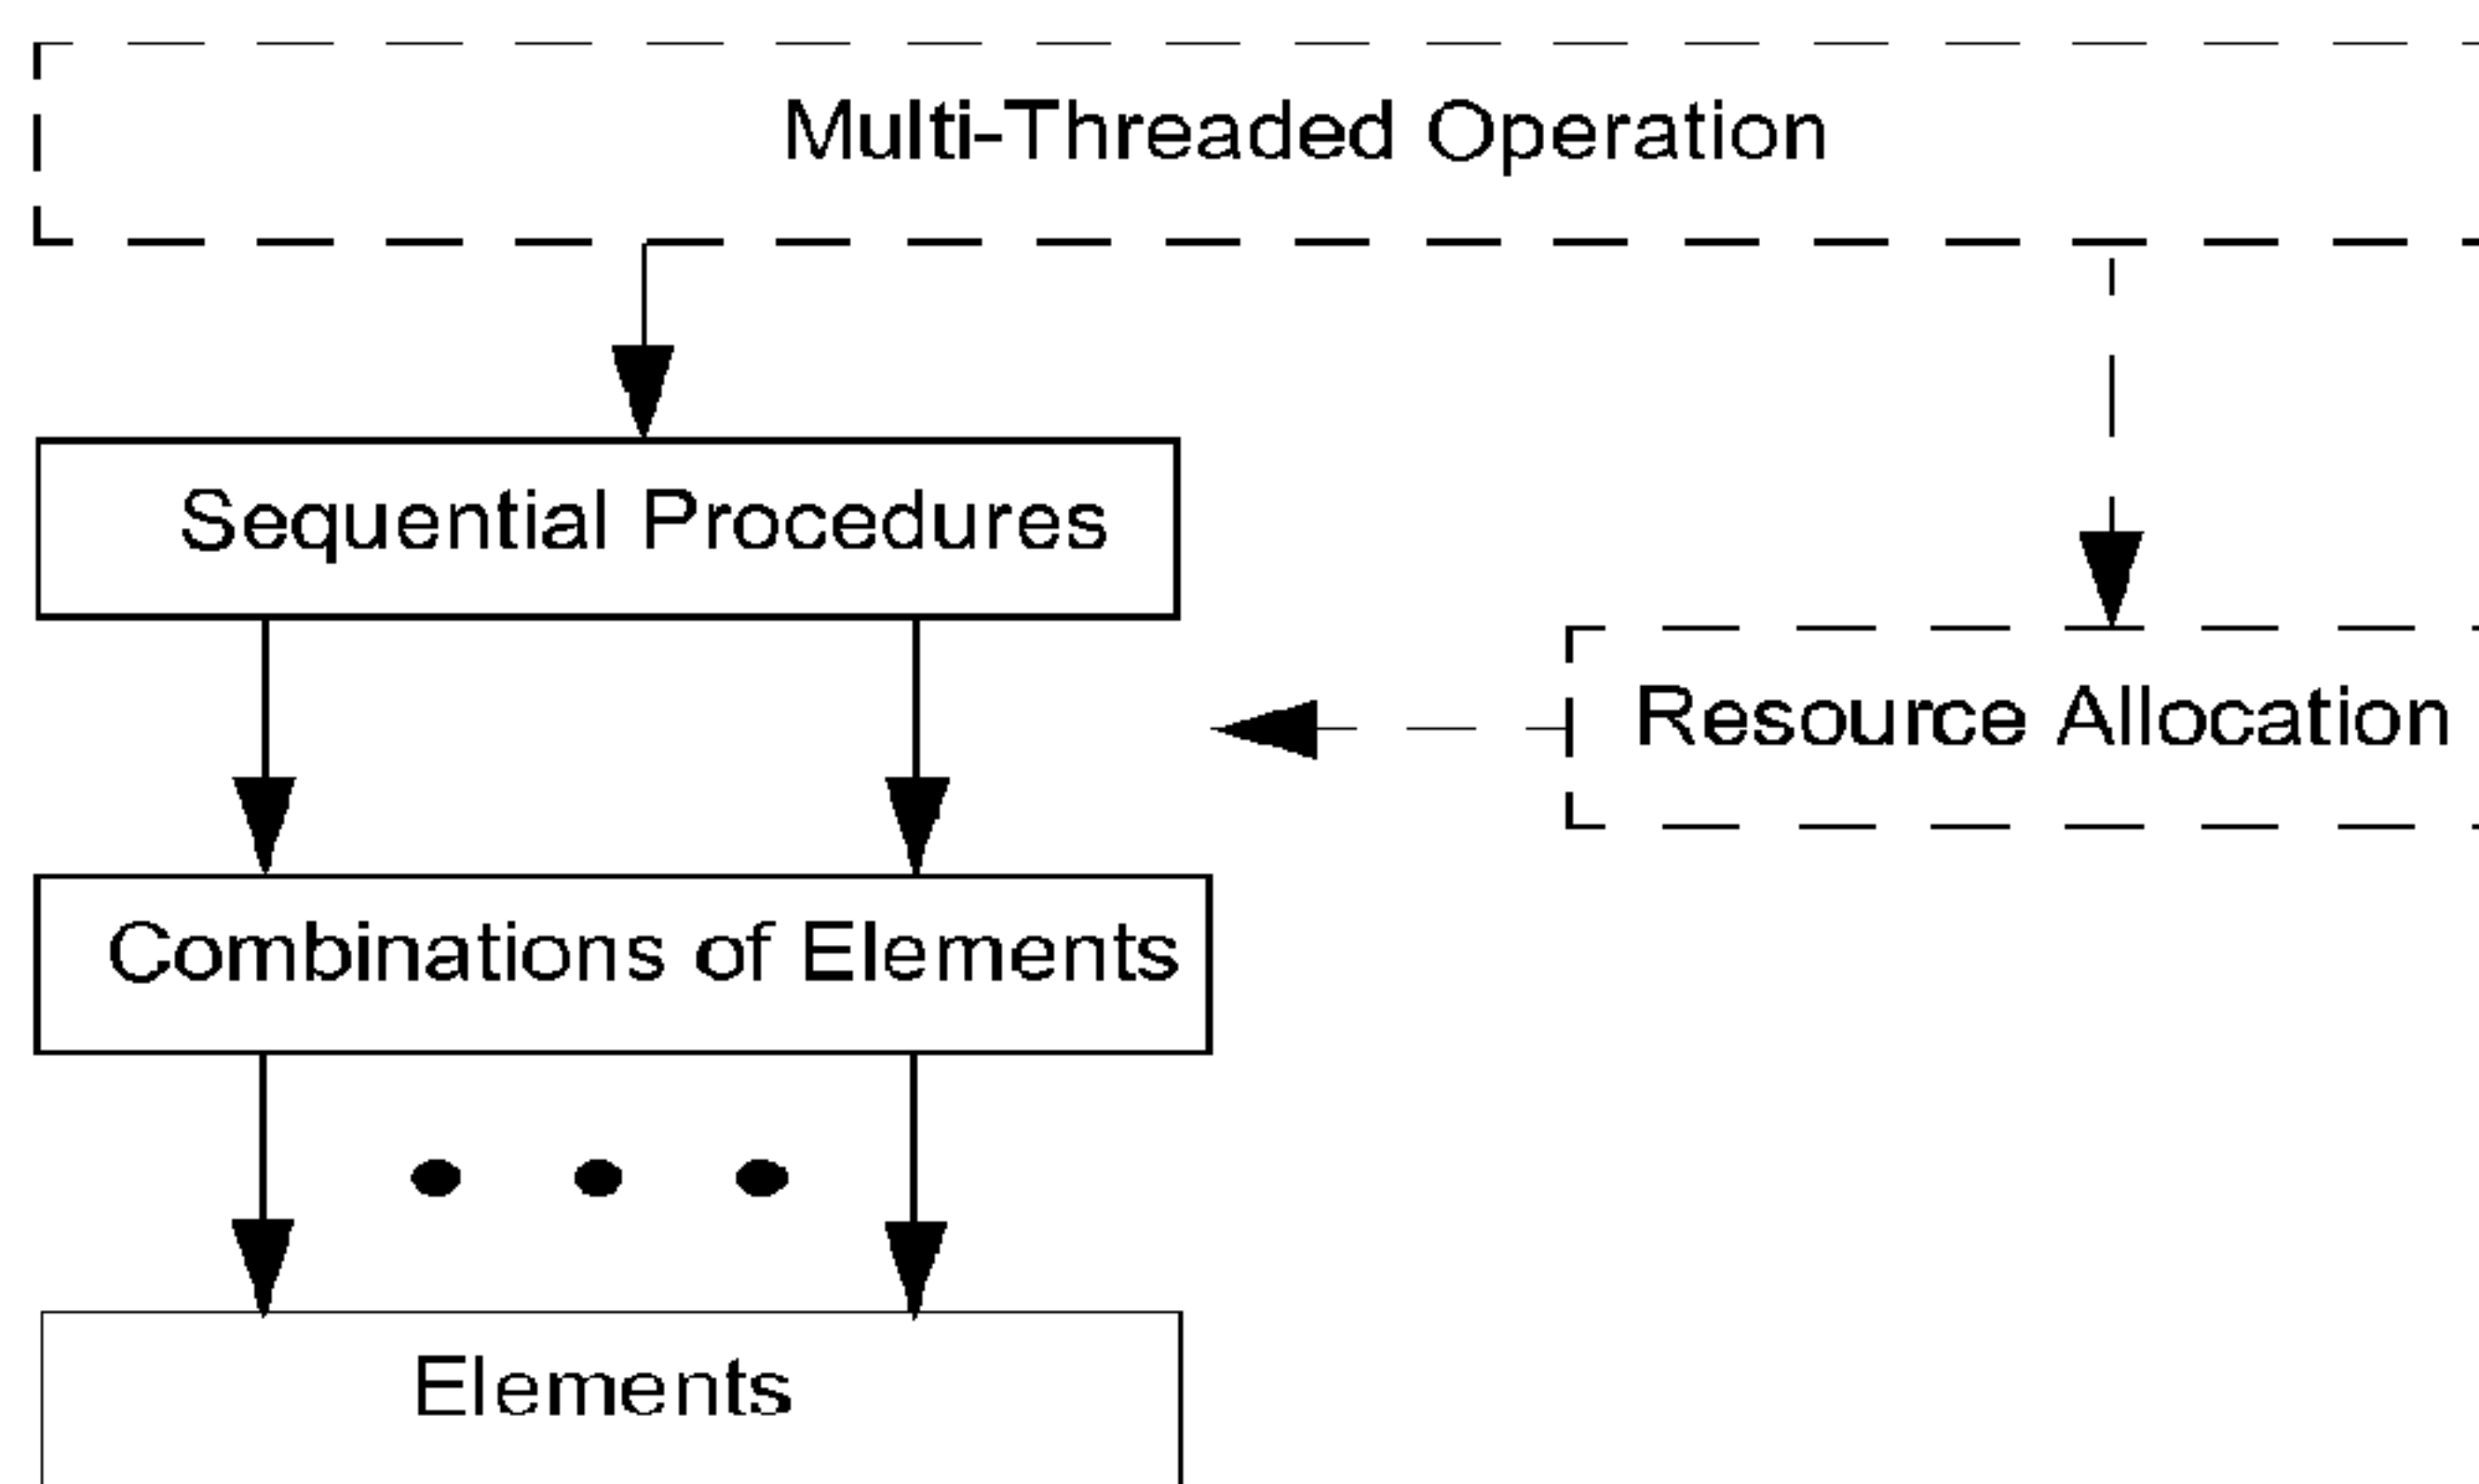 Multi-Threaded Operation
Sequential Procedures
Resource Allocation
Combinations of Elements
Elements